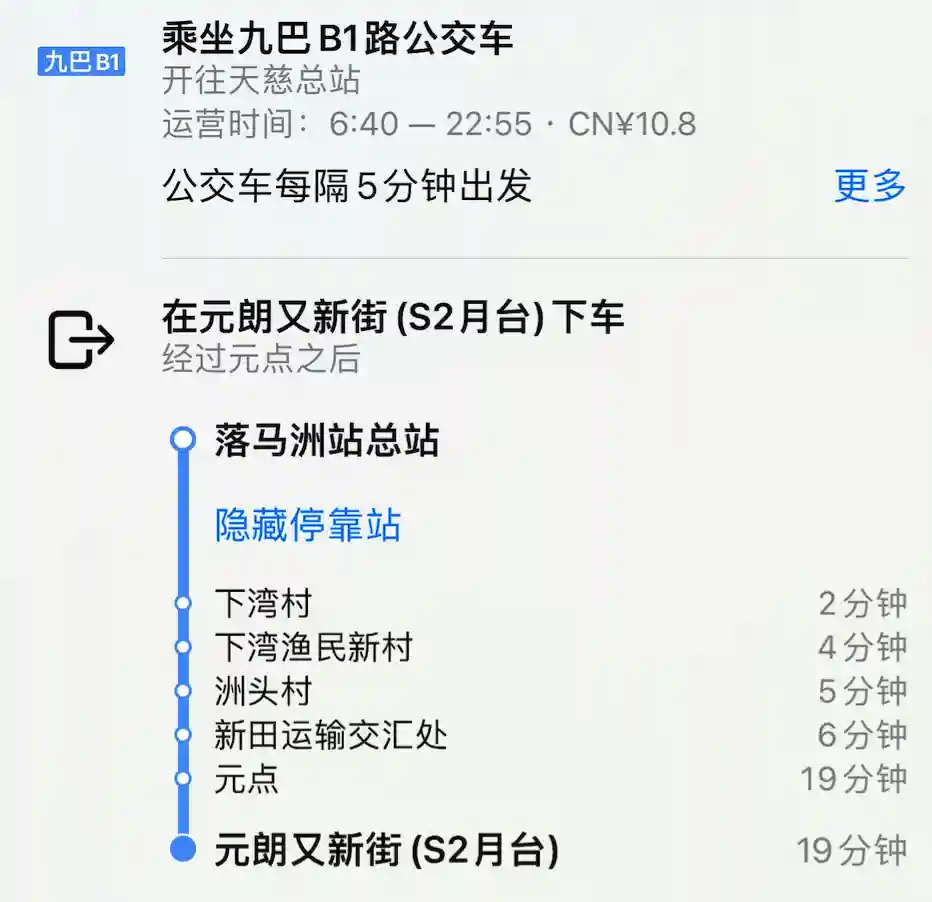 九巴B1
乘坐九巴B1路公交车
开往天慈总站
运营时间：6:40 — 22:55 · CN¥10.8
公交车每隔5分钟出发
更多
在元朗又新街 (S2月台) 下车
经过元点之后
落马洲站总站
隐藏停靠站
下湾村 2分钟
下湾渔民新村 4分钟
洲头村 5分钟
新田运输交汇处 6分钟
元点 19分钟
元朗又新街 (S2月台) 19分钟